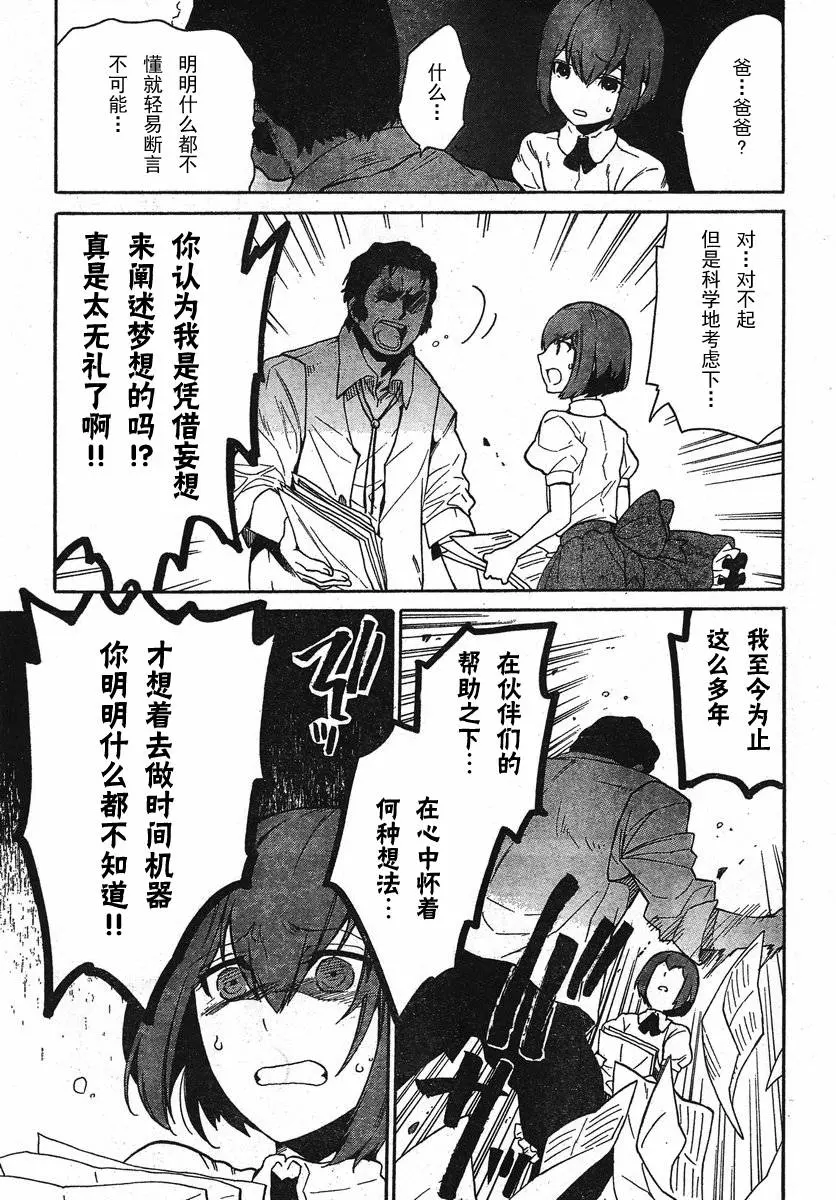 爸…爸爸?
什么…
明明什么都不
懂就轻易断言
不可能…
对…对不起
但是科学地考虑下…
你认为我是凭借妄想
来阐述梦想的吗!?
真是太无礼了啊!!
我至今为止
这么多年
在伙伴们的
帮助之下…
在心中怀着
何种想法…
才想着去做时间机器
你明明什么都不知道!!